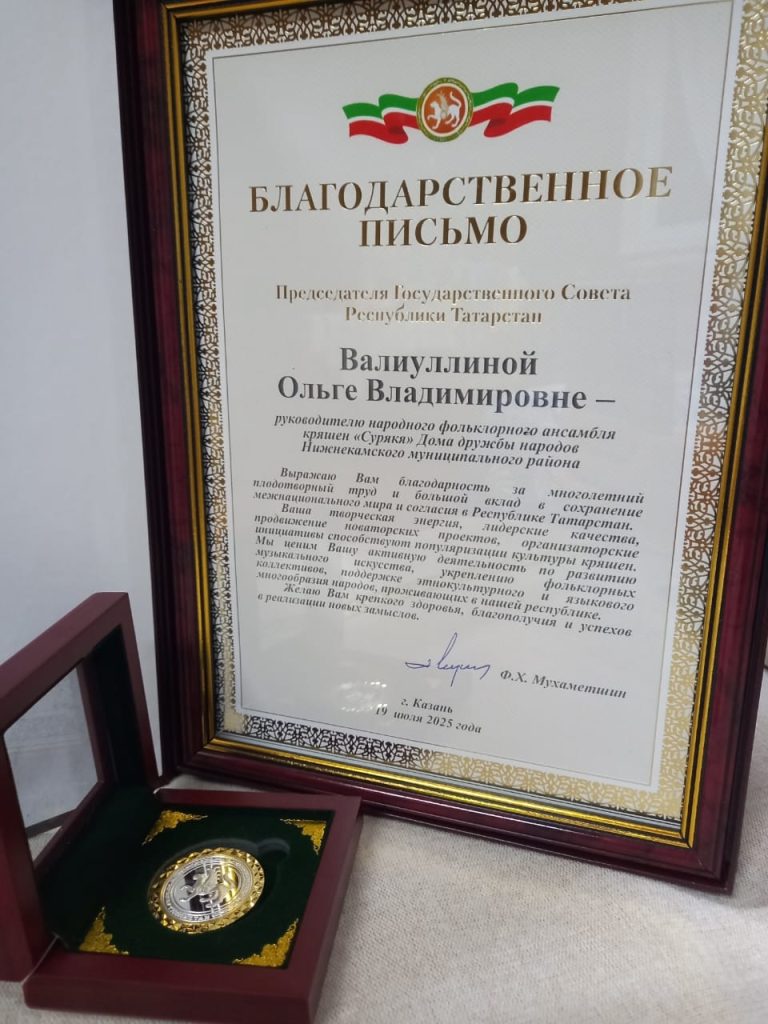 БЛАГОДАРСТВЕННОЕ
ПИСЬМО
Председателя Государственного Совета
Республики Татарстан
Валиуллиной
Ольге Владимировне –
руководителю народного фольклорного ансамбля
кряшен «Сурякя» Дома дружбы народов
Нижнекамского муниципального района
Выражаю Вам благодарность за многолетний
плодотворный труд и большой вклад в сохранение
межнационального мира и согласия в Республике Татарстан.
Ваша творческая энергия, лидерские качества,
продвижение новаторских проектов, организаторские
инициативы способствуют популяризации культуры кряшен.
Мы ценим Вашу активную деятельность по развитию
музыкального искусства, укреплению фольклорных
коллективов, поддержке этнокультурного и языкового
многообразия народов, проживающих в нашей республике.
Желаю Вам крепкого здоровья, благополучия и успехов
в реализации новых замыслов.
Ф.Х. Мухаметшин
г. Казань
19 июля 2025 года